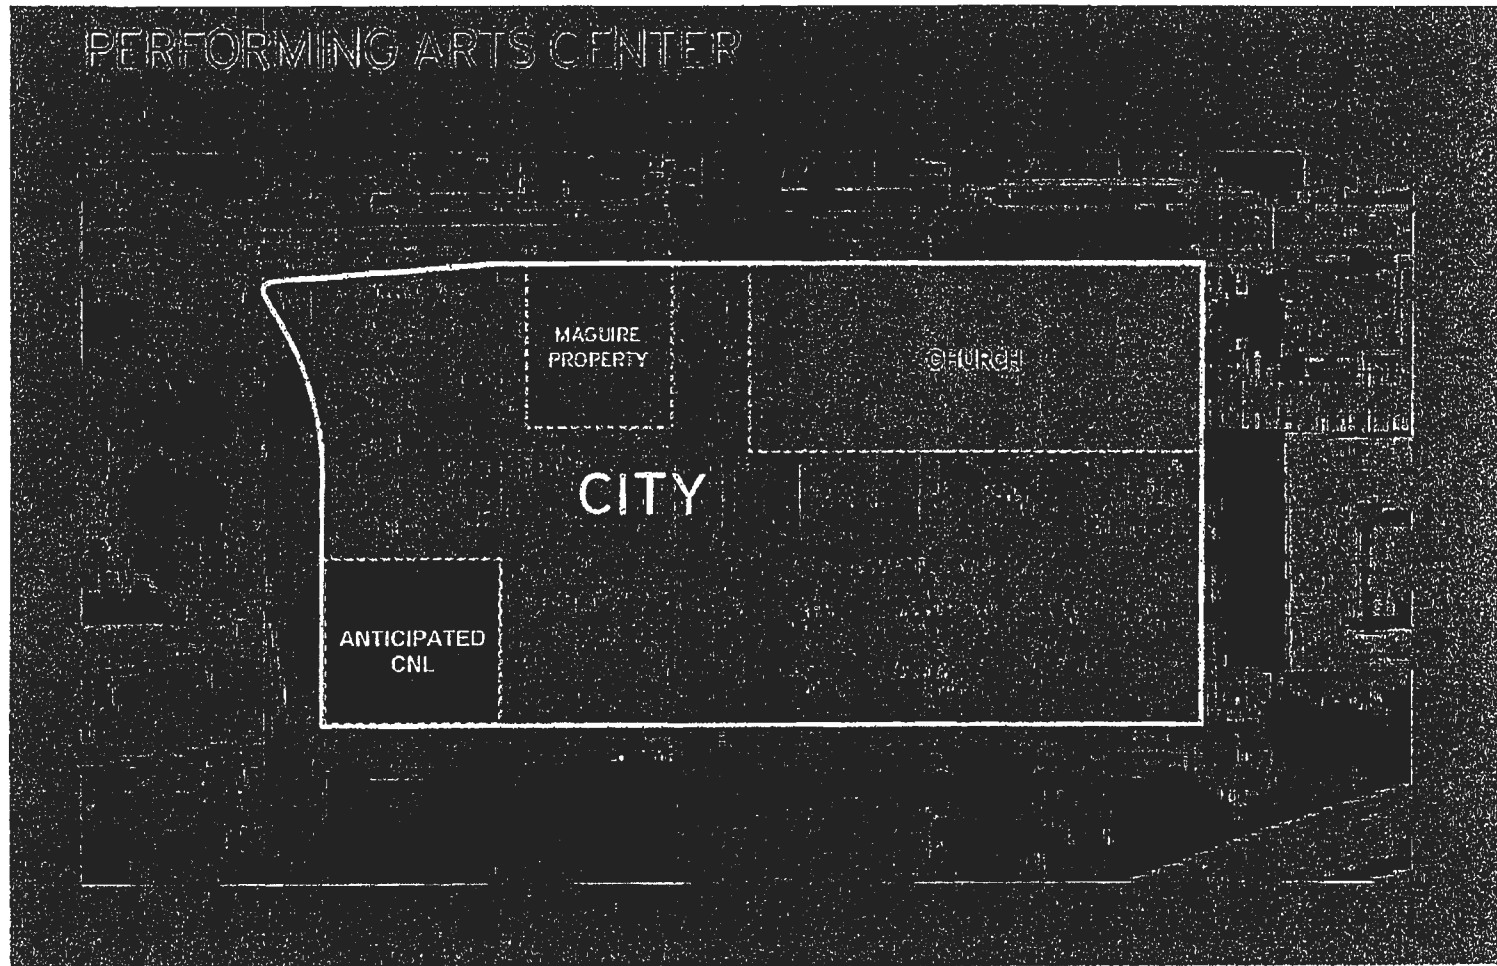 PERFORMING ARTS CENTER
MAGUIRE
PROPERTY
CHURCH
CITY
ANTICIPATED
CNL